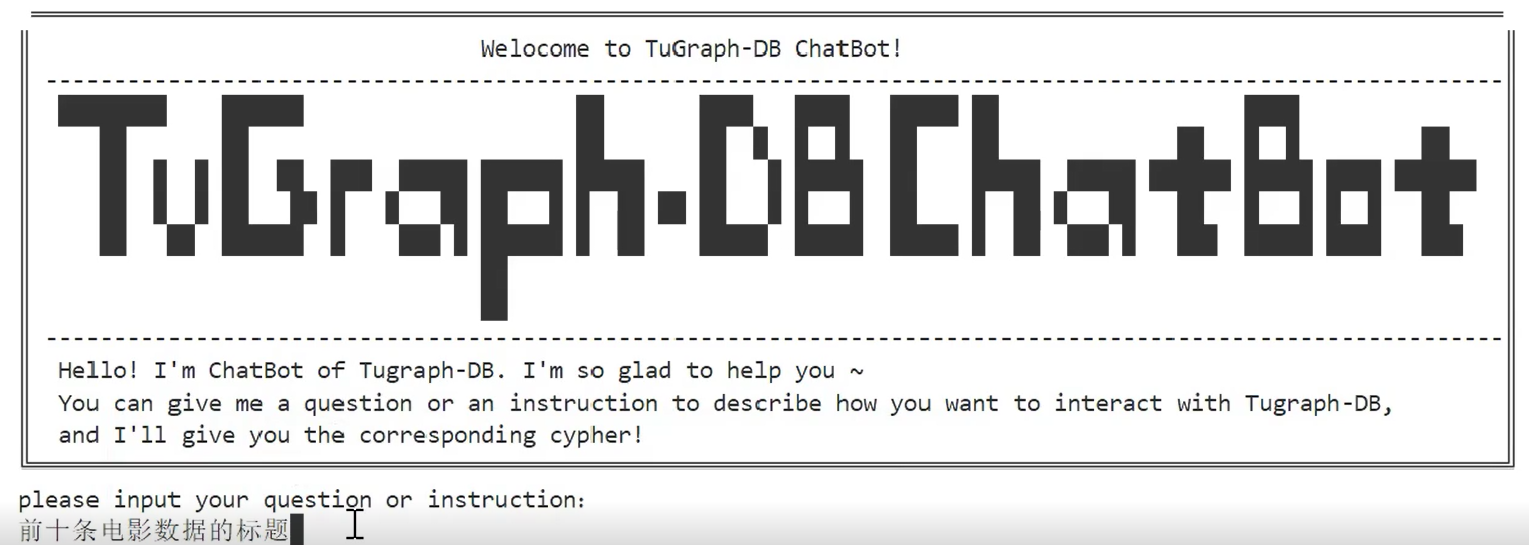 Welocome to TuGraph-DB ChatBot!
TuGraph-DB ChatBot
Hello! I'm ChatBot of Tugraph-DB. I'm so glad to help you ~
You can give me a question or an instruction to describe how you want to interact with Tugraph-DB,
and I'll give you the corresponding cypher!
please input your question or instruction:
前十条电影数据的标题